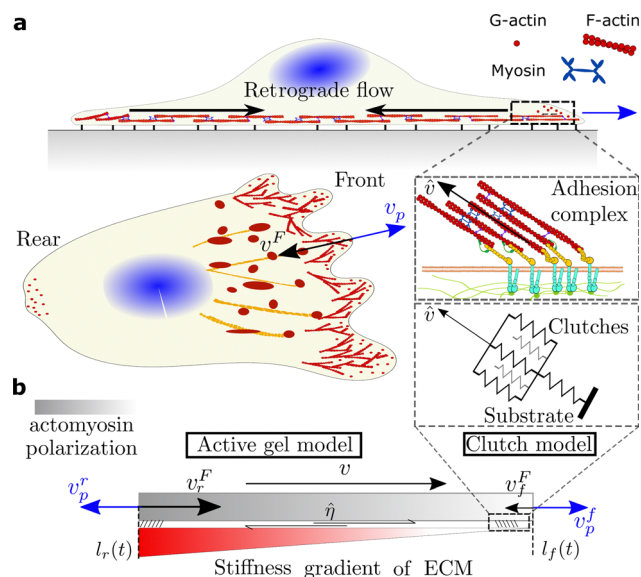 a
G-actin
F-actin
Myosin
Retrograde flow
Front
Rear
v^F
v_p
v̂
Adhesion
complex
v̂
Clutches
Substrate
b
actomyosin
polarization
Active gel model
Clutch model
v
v_p^r
v_r^F
v_f^F
v_p^f
η̂
l_r(t)
l_f(t)
Stiffness gradient of ECM